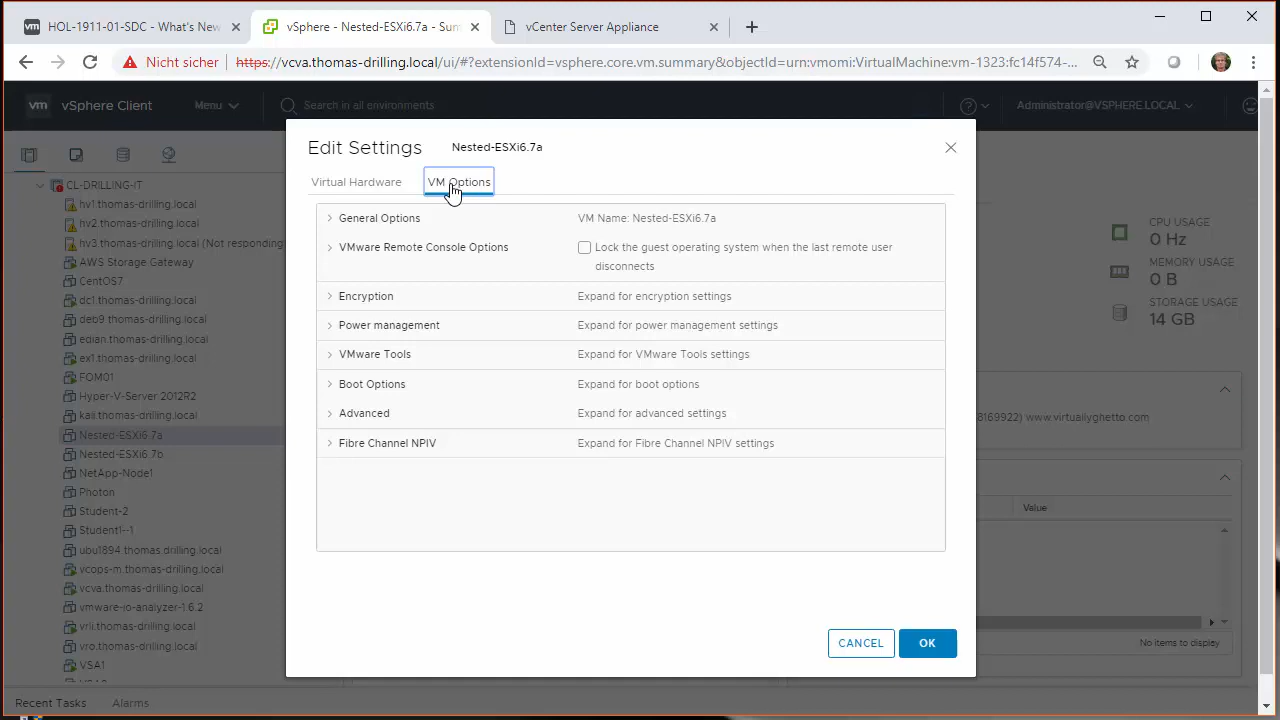 HOL-1911-01-SDC - What's New
vSphere - Nested-ESXi6.7a - Sum
vCenter Server Appliance
Nicht sicher
https://vcva.thomas-drilling.local/ui/#?extensionId=vsphere.core.vm.summary&objectId=urn:vmomi:VirtualMachine:vm-1323:fc14f574-...
vm vSphere Client
Menu
Search in all environments
Administrator@VSPHERE.LOCAL
Edit Settings
Nested-ESXi6.7a
Virtual Hardware
VM Options
General Options
VM Name: Nested-ESXi6.7a
VMware Remote Console Options
Lock the guest operating system when the last remote user
disconnects
Encryption
Expand for encryption settings
Power management
Expand for power management settings
VMware Tools
Expand for VMware Tools settings
Boot Options
Expand for boot options
Advanced
Expand for advanced settings
Fibre Channel NPIV
Expand for Fibre Channel NPIV settings
CANCEL
OK
CL-DRILLING-IT
hv1.thomas-drilling.local
hv2.thomas-drilling.local
hv3.thomas-drilling.local (Not responding)
AWS Storage Gateway
CentOS7
dc1.thomas-drilling.local
deb9.thomas-drilling.local
edian.thomas-drilling.local
ex1.thomas-drilling.local
FOM01
Hyper-V-Server 2012R2
kali.thomas-drilling.local
Nested-ESXi6.7a
Nested-ESXi6.7b
NetApp-Node1
Photon
Student-2
Student1--1
ubu1894.thomas.drilling.local
vcops-m.thomas-drilling.local
vcva.thomas-drilling.local
vmware-io-analyzer-1.6.2
vrli.thomas-drilling.local
vro.thomas-drilling.local
VSA1
CPU USAGE
0 Hz
MEMORY USAGE
0 B
STORAGE USAGE
14 GB
8169922) www.virtuallyghetto.com
Value
No items to display
Recent Tasks
Alarms